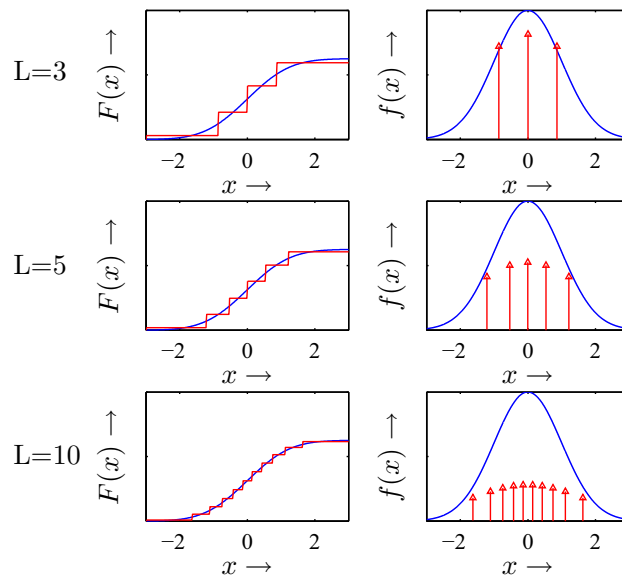 L=3
F(x) →
−2 0 2
x →
f(x) →
−2 0 2
x →
L=5
F(x) →
−2 0 2
x →
f(x) →
−2 0 2
x →
L=10
F(x) →
−2 0 2
x →
f(x) →
−2 0 2
x →